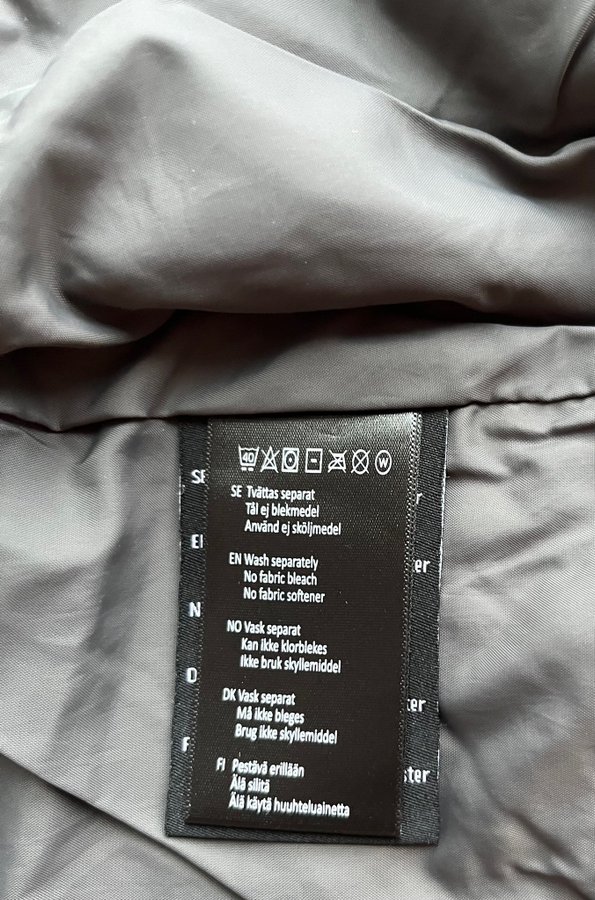 40 W
SE Tvättas separat
Tål ej blekmedel
Använd ej sköljmedel
EN Wash separately
No fabric bleach
No fabric softener
NO Vask separat
Kan ikke klorblekes
Ikke bruk skyllemiddel
DK Vask separat
Må ikke bleges
Brug ikke skyllemiddel
FI Pestävä erillään
Älä silitä
Älä käytä huuhteluainetta